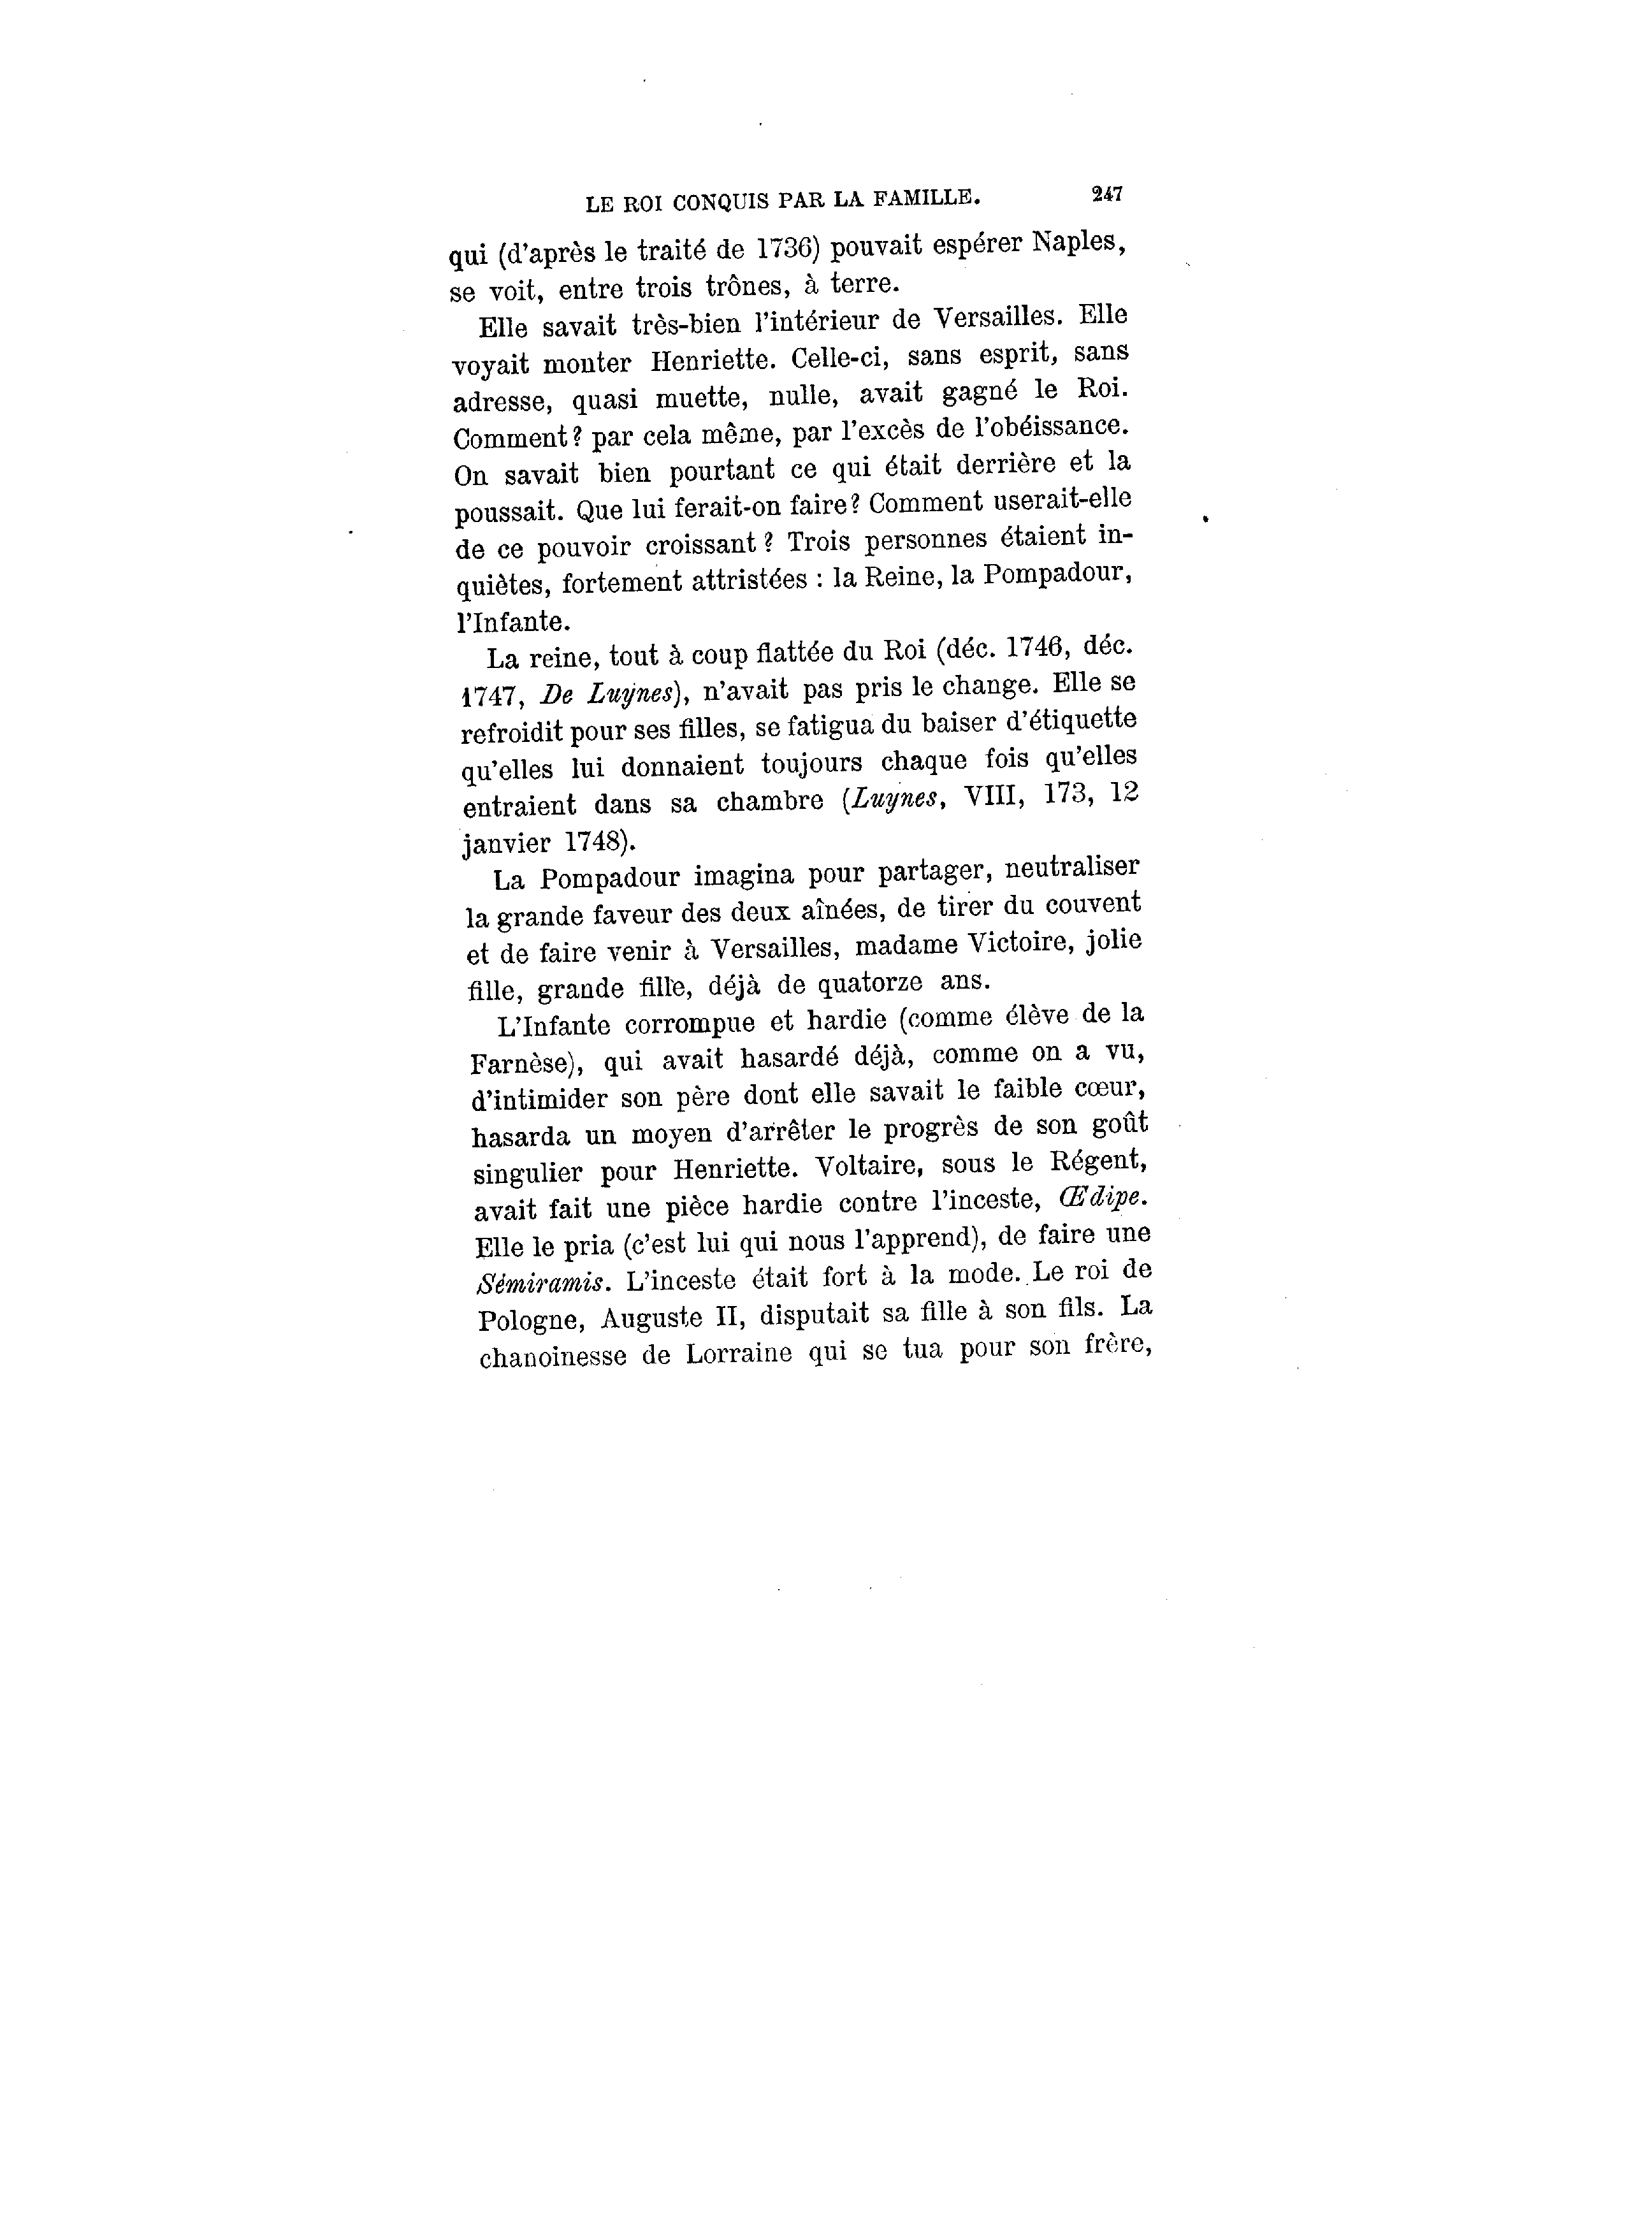 LE ROI CONQUIS PAR LA FAMILLE. 247
qui (d'après le traité de 1736) pouvait espérer Naples,
se voit, entre trois trônes, à terre.
Elle savait très-bien l'intérieur de Versailles. Elle
voyait monter Henriette. Celle-ci, sans esprit, sans
adresse, quasi muette, nulle, avait gagné le Roi.
Comment? par cela même, par l'excès de l'obéissance.
On savait bien pourtant ce qui était derrière et la
poussait. Que lui ferait-on faire? Comment userait-elle
de ce pouvoir croissant? Trois personnes étaient in-
quiètes, fortement attristées : la Reine, la Pompadour,
l'Infante.
La reine, tout à coup flattée du Roi (déc. 1746, déc.
1747, De Luynes), n'avait pas pris le change. Elle se
refroidit pour ses filles, se fatigua du baiser d'étiquette
qu'elles lui donnaient toujours chaque fois qu'elles
entraient dans sa chambre (Luynes, VIII, 173, 12
janvier 1748).
La Pompadour imagina pour partager, neutraliser
la grande faveur des deux aînées, de tirer du couvent
et de faire venir à Versailles, madame Victoire, jolie
fille, grande fille, déjà de quatorze ans.
L'Infante corrompue et hardie (comme élève de la
Farnèse), qui avait hasardé déjà, comme on a vu,
d'intimider son père dont elle savait le faible cœur,
hasarda un moyen d'arrêter le progrès de son goût
singulier pour Henriette. Voltaire, sous le Régent,
avait fait une pièce hardie contre l'inceste, Œdipe.
Elle le pria (c'est lui qui nous l'apprend), de faire une
Sémiramis. L'inceste était fort à la mode. Le roi de
Pologne, Auguste II, disputait sa fille à son fils. La
chanoinesse de Lorraine qui se tua pour son frère,